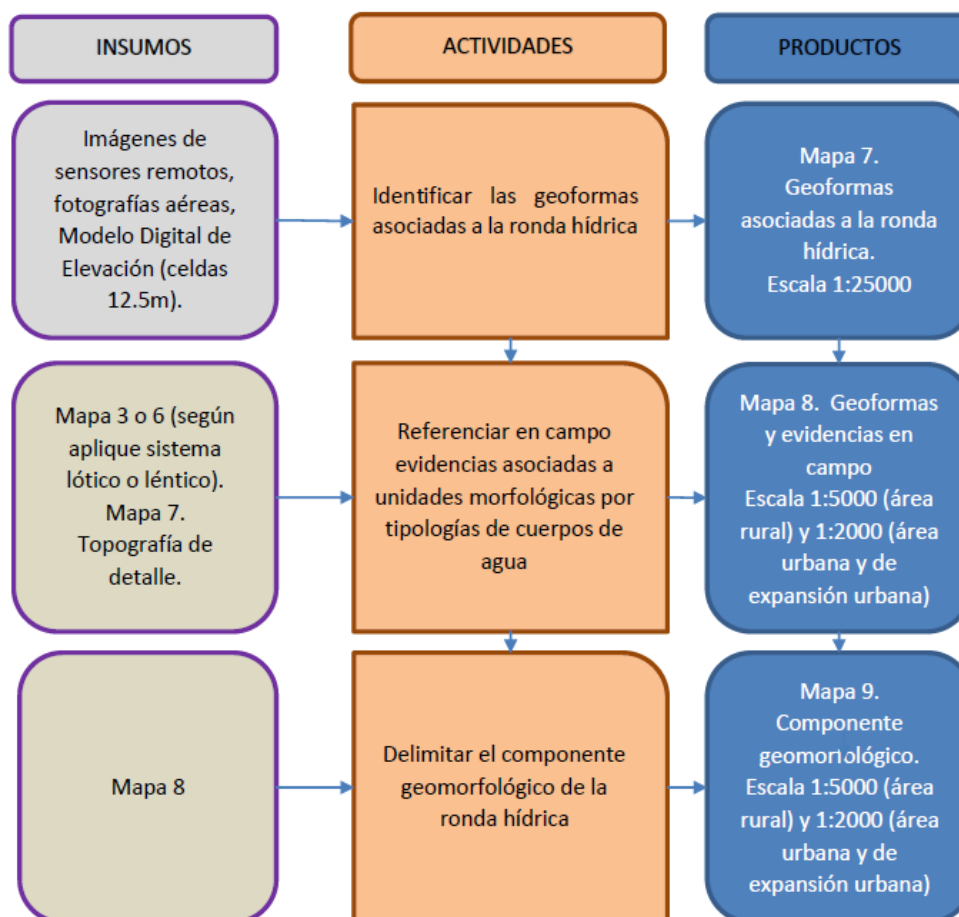 INSUMOS
ACTIVIDADES
PRODUCTOS
Imágenes de
sensores remotos,
fotografías aéreas,
Modelo Digital de
Elevación (celdas
12.5m).
Identificar las geoformas
asociadas a la ronda hídrica
Mapa 7.
Geoformas
asociadas a la ronda
hídrica.
Escala 1:25000
Mapa 3 o 6 (según
aplique sistema
lótico o léntico).
Mapa 7.
Topografía de
detalle.
Referenciar en campo
evidencias asociadas a
unidades morfológicas por
tipologías de cuerpos de
agua
Mapa 8. Geoformas
y evidencias en
campo
Escala 1:5000 (área
rural) y 1:2000 (área
urbana y de
expansión urbana)
Mapa 8
Delimitar el componente
geomorfológico de la
ronda hídrica
Mapa 9.
Componente
geomorfológico.
Escala 1:5000 (área
rural) y 1:2000 (área
urbana y de
expansión urbana)